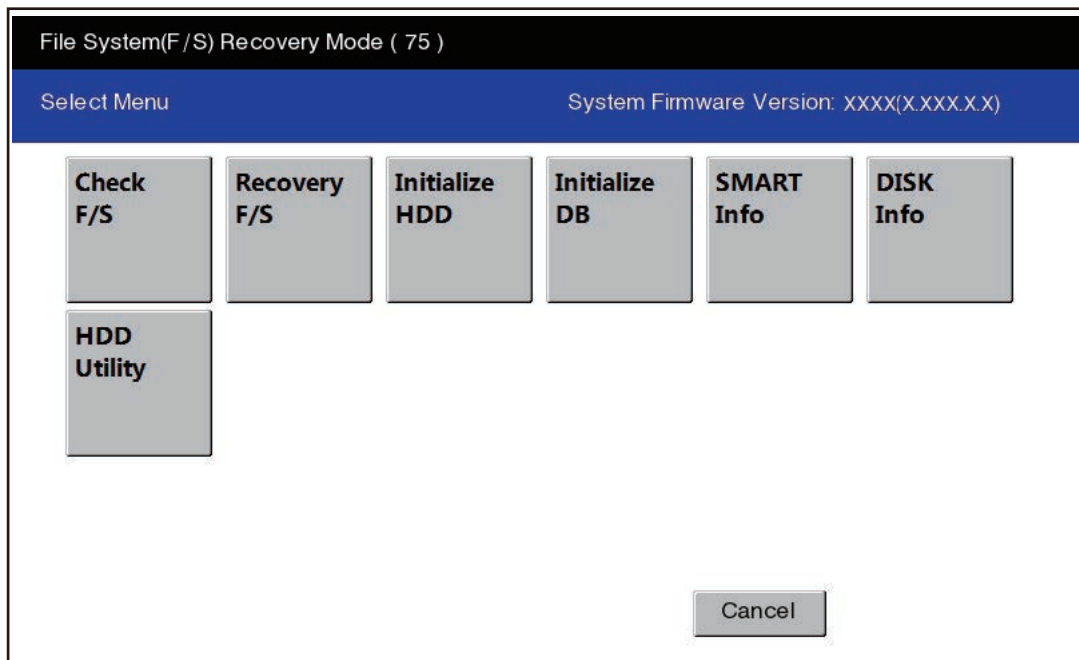 File System(F/S) Recovery Mode ( 75 )
Select Menu
System Firmware Version: XXXX(X.XXX.X.X)
Check
F/S
Recovery
F/S
Initialize
HDD
Initialize
DB
SMART
Info
DISK
Info
HDD
Utility
Cancel